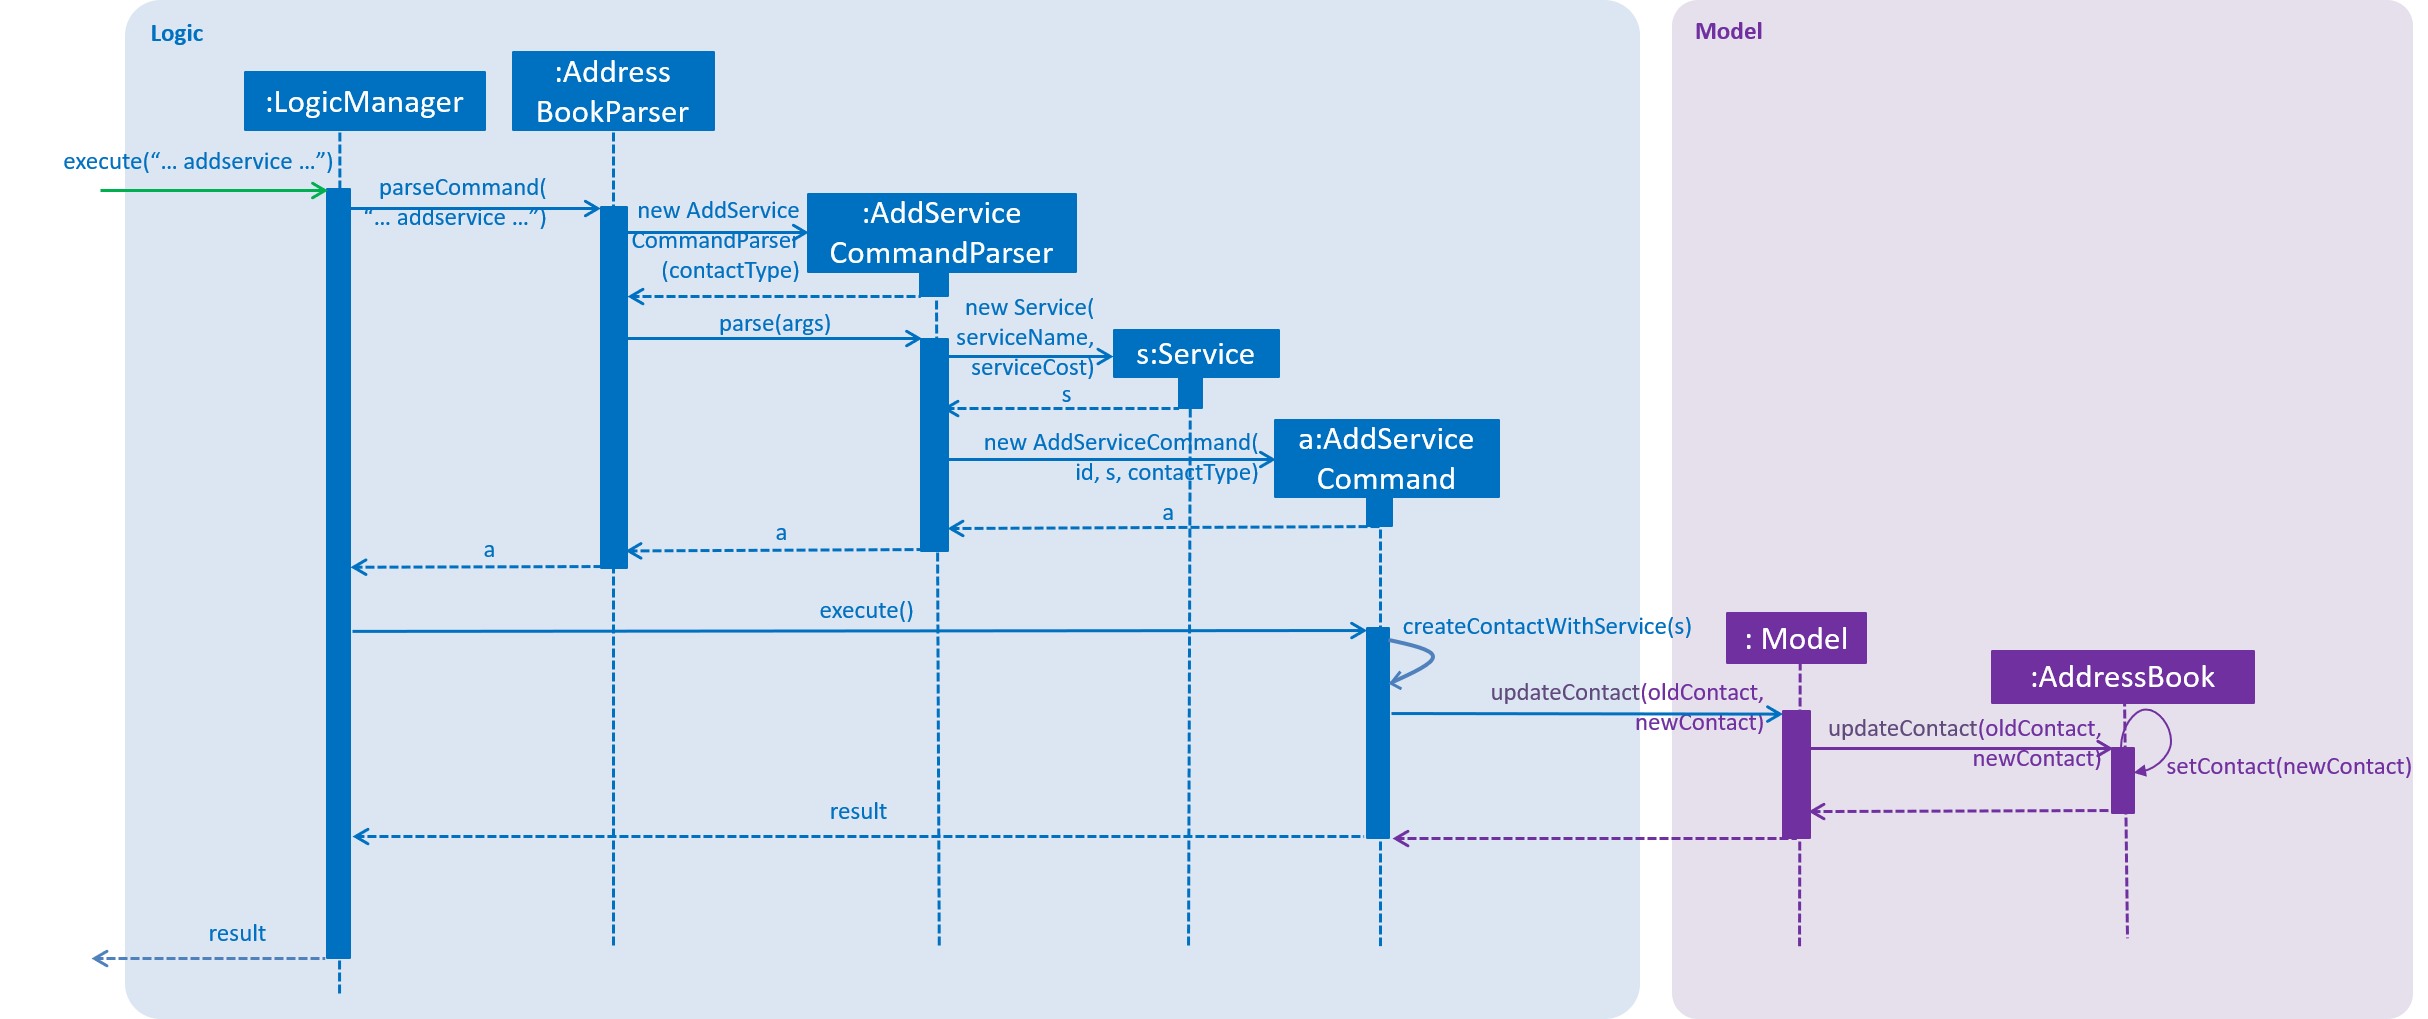 Logic
Model
:Address
BookParser
:LogicManager
execute(“... addservice ...”)
parseCommand(
“... addservice ...”)
new AddService
CommandParser
(contactType)
:AddService
CommandParser
new Service(
serviceName,
serviceCost)
parse(args)
s:Service
s
new AddServiceCommand(
id, s, contactType)
a:AddService
Command
a
a
a
execute()
createContactWithService(s)
: Model
:AddressBook
updateContact(oldContact,
newContact)
updateContact(oldContact,
newContact)
setContact(newContact)
result
result